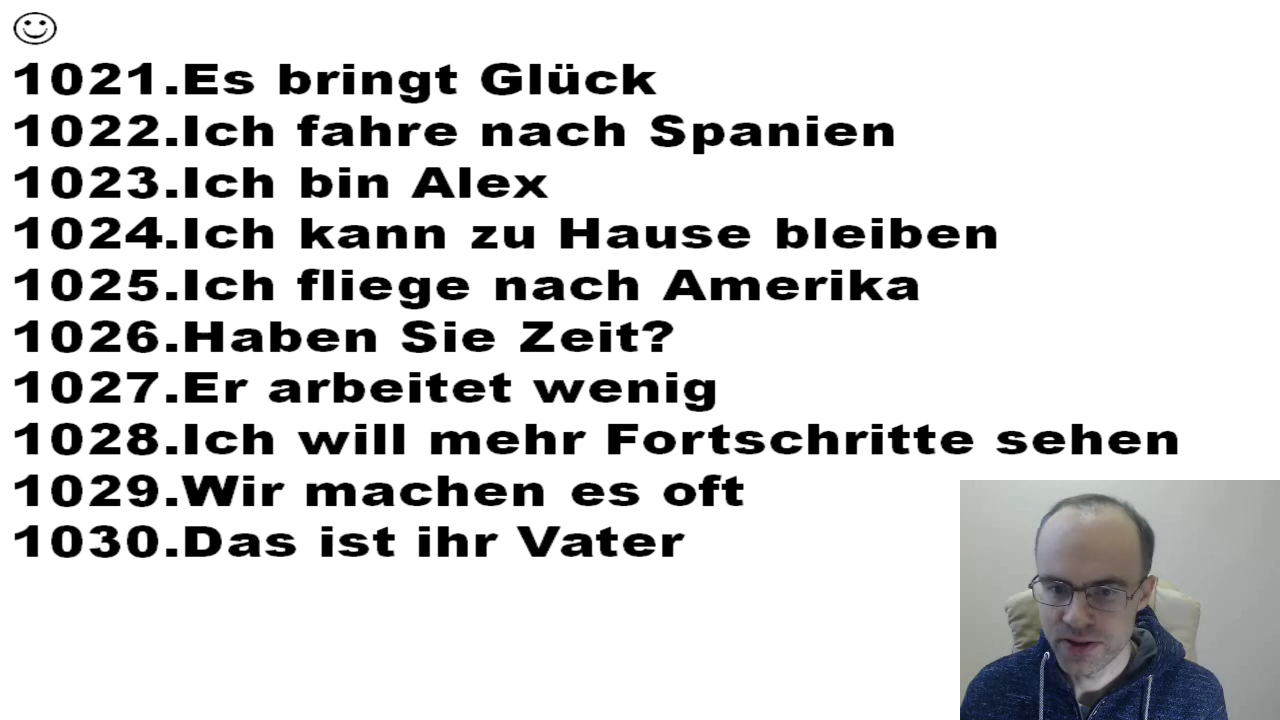 1021.Es bringt Glück
1022.Ich fahre nach Spanien
1023.Ich bin Alex
1024.Ich kann zu Hause bleiben
1025.Ich fliege nach Amerika
1026.Haben Sie Zeit?
1027.Er arbeitet wenig
1028.Ich will mehr Fortschritte sehen
1029.Wir machen es oft
1030.Das ist ihr Vater